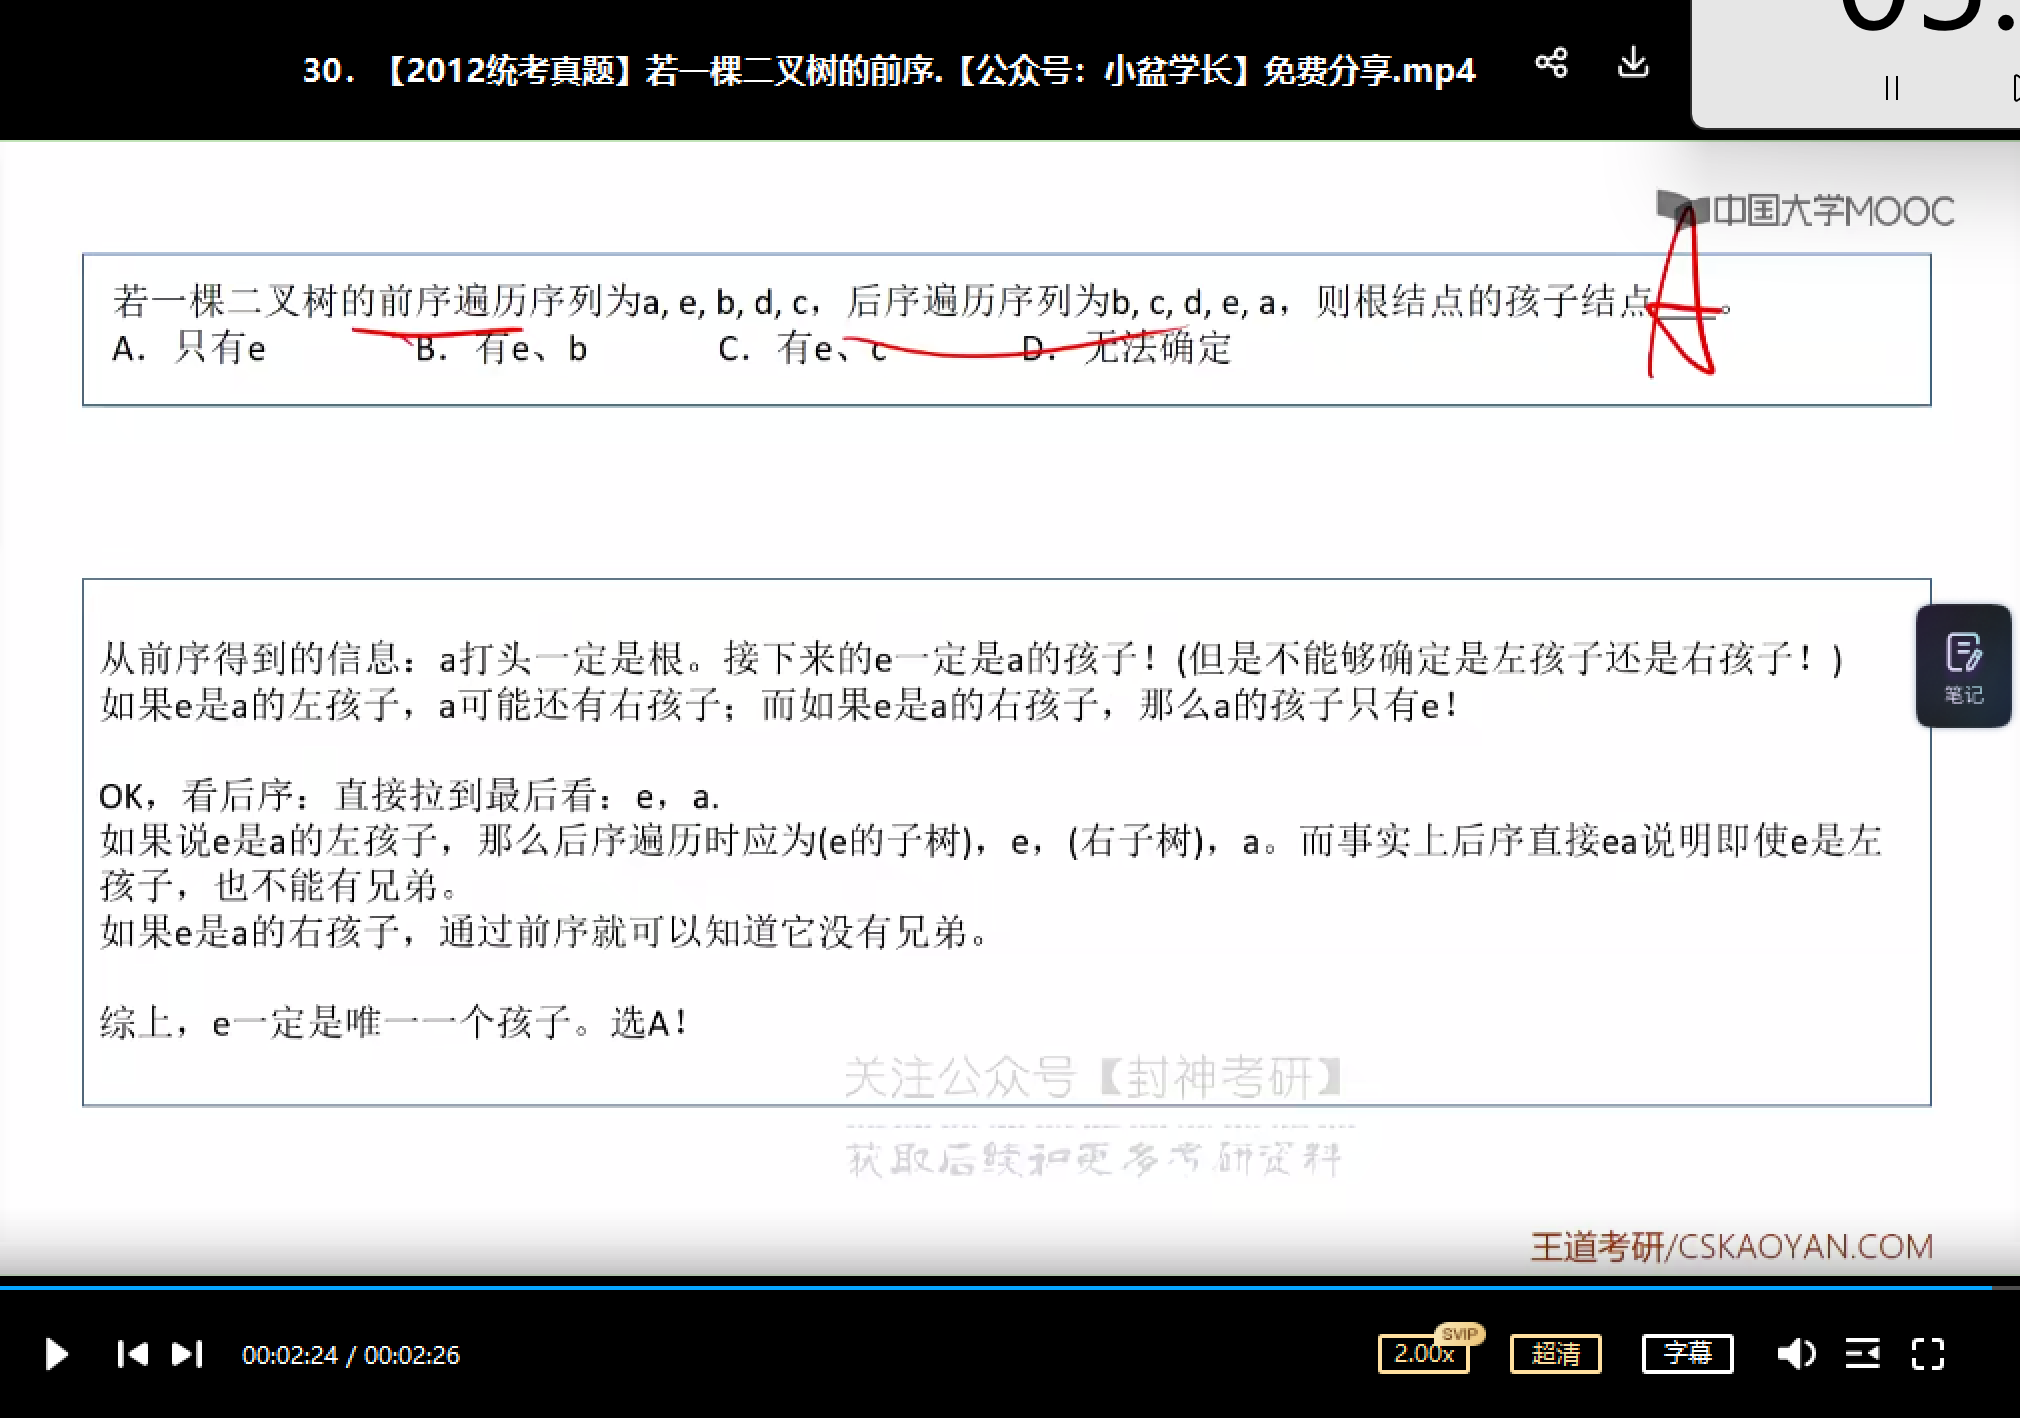 03.
30. 【2012统考真题】若一棵二叉树的前序.【公众号：小盆学长】免费分享.mp4
中国大学MOOC
若一棵二叉树的前序遍历序列为a, e, b, d, c，后序遍历序列为b, c, d, e, a，则根结点的孩子结点____。
A. 只有e B. 有e、b C. 有e、c D. 无法确定
A
从前序得到的信息：a打头一定是根。接下来的e一定是a的孩子！(但是不能够确定是左孩子还是右孩子！)
如果e是a的左孩子，a可能还有右孩子；而如果e是a的右孩子，那么a的孩子只有e！
笔记
OK，看后序：直接拉到最后看：e，a.
如果说e是a的左孩子，那么后序遍历时应为(e的子树)，e，(右子树)，a。而事实上后序直接ea说明即使e是左
孩子，也不能有兄弟。
如果e是a的右孩子，通过前序就可以知道它没有兄弟。
综上，e一定是唯一一个孩子。选A！
关注公众号【封神考研】
获取后续和更多考研资料
王道考研/CSKAOYAN.COM
00:02:24 / 00:02:26
2.00x
SVIP
超清
字幕